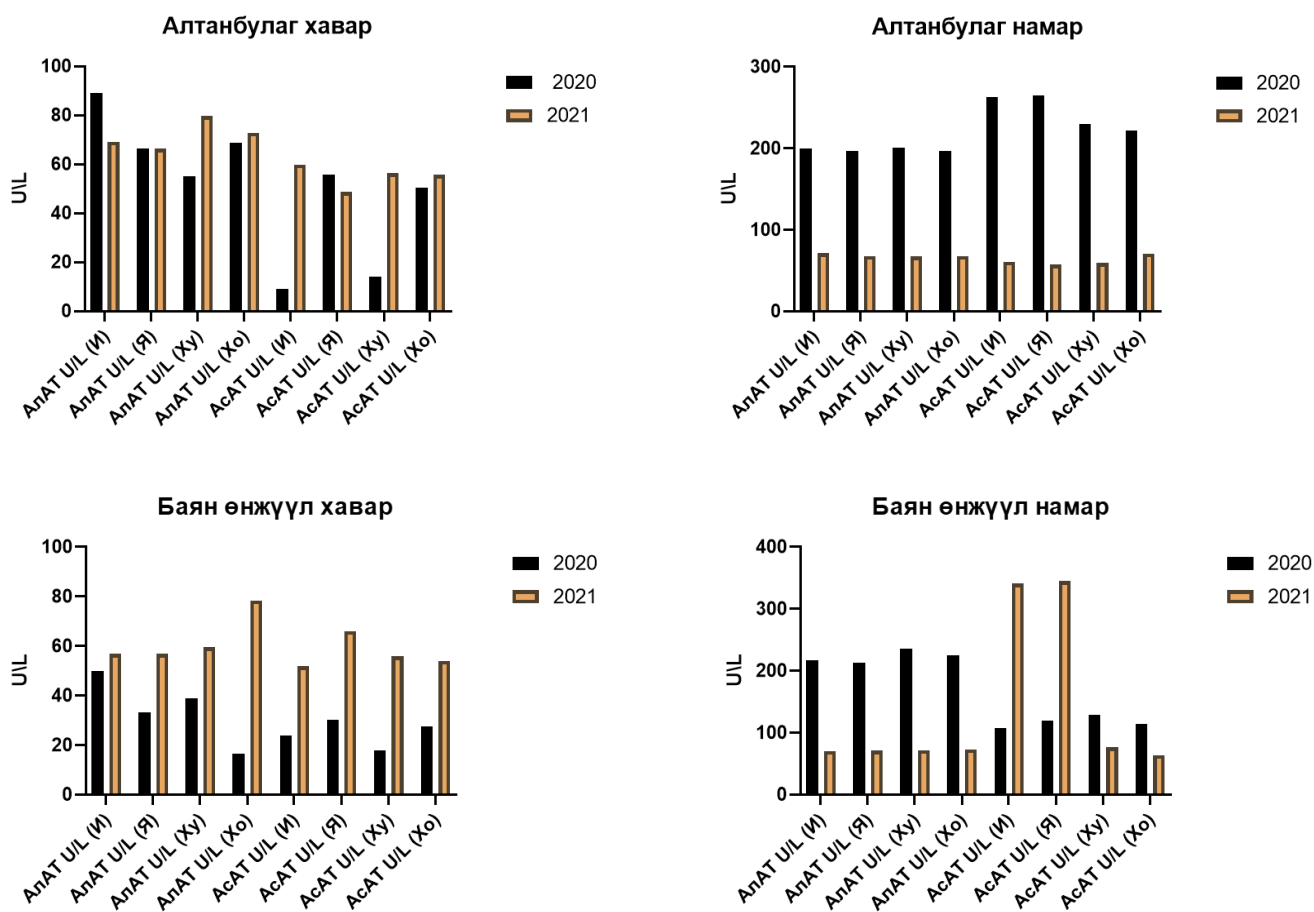 Алтанбулаг хавар
100
80
60
40
20
0
U\L
2020
2021
АлАТ U/L (И)
АлАТ U/L (Я)
АлАТ U/L (Ху)
АлАТ U/L (Хо)
АсАТ U/L (И)
АсАТ U/L (Я)
АсАТ U/L (Ху)
АсАТ U/L (Хо)
Алтанбулаг намар
300
200
100
0
U\L
2020
2021
АлАТ U/L (И)
АлАТ U/L (Я)
АлАТ U/L (Ху)
АлАТ U/L (Хо)
АсАТ U/L (И)
АсАТ U/L (Я)
АсАТ U/L (Ху)
АсАТ U/L (Хо)
Баян өнжүүл хавар
100
80
60
40
20
0
U\L
2020
2021
АлАТ U/L (И)
АлАТ U/L (Я)
АлАТ U/L (Ху)
АлАТ U/L (Хо)
АсАТ U/L (И)
АсАТ U/L (Я)
АсАТ U/L (Ху)
АсАТ U/L (Хо)
Баян өнжүүл намар
400
300
200
100
0
U\L
2020
2021
АлАТ U/L (И)
АлАТ U/L (Я)
АлАТ U/L (Ху)
АлАТ U/L (Хо)
АсАТ U/L (И)
АсАТ U/L (Я)
АсАТ U/L (Ху)
АсАТ U/L (Хо)